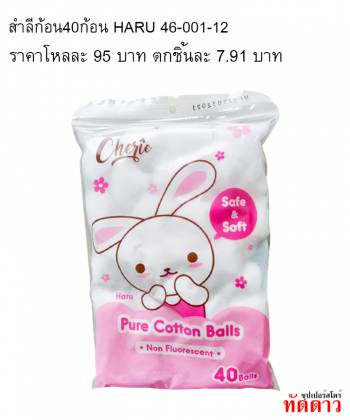 สำลีก้อน40ก้อน HARU 46-001-12
ราคาโหลละ 95 บาท ตกชิ้นละ 7.91 บาท
Cherie
Safe
&
Soft
Haru
Pure Cotton Balls
• Non Fluorescent •
40 Balls
ซุปเปอร์สโตร์
ทัดดาว